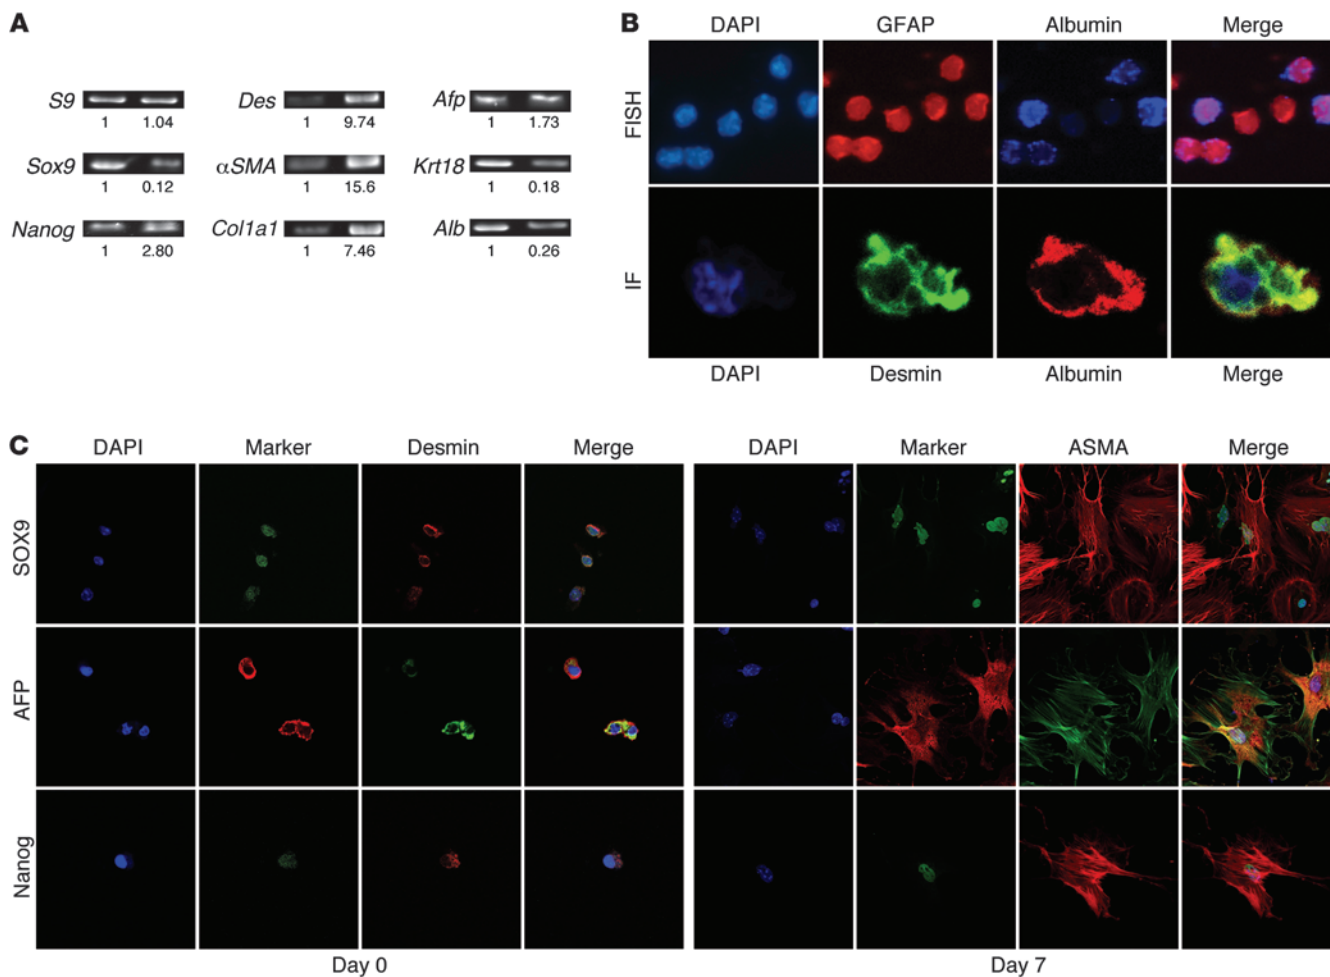 A
S9
1 1.04
Des
1 9.74
Afp
1 1.73
Sox9
1 0.12
αSMA
1 15.6
Krt18
1 0.18
Nanog
1 2.80
Col1a1
1 7.46
Alb
1 0.26
B
DAPI GFAP Albumin Merge
FISH
IF
DAPI Desmin Albumin Merge
C
DAPI Marker Desmin Merge DAPI Marker ASMA Merge
SOX9
AFP
Nanog
Day 0 Day 7